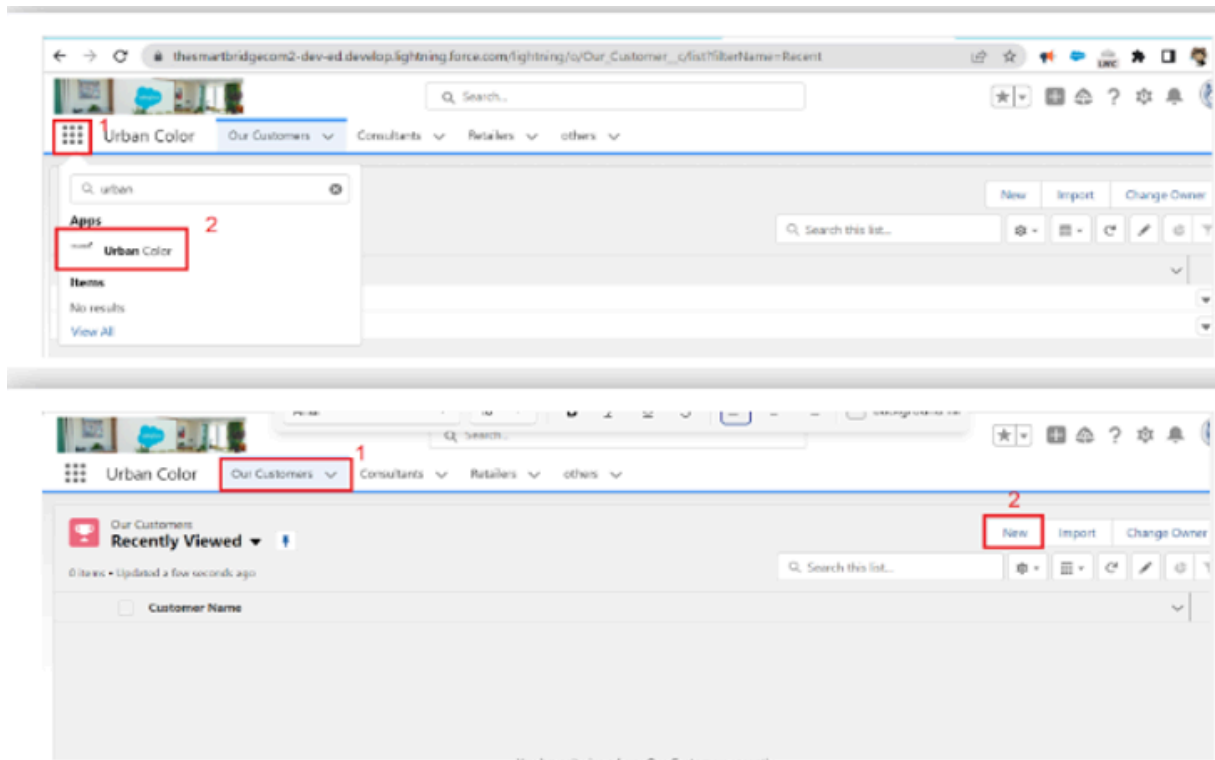 thesmartbridgecom2-dev-ed.develop.lightning.force.com/lightning/o/Our_Customer__c/list?filterName=Recent
Search...
1
Urban Color Our Customers Consultants Retailers others
urban
New Import Change Owner
Apps 2
Search this list...
Urban Color
Items
No results
View All
Search...
1
Urban Color Our Customers Consultants Retailers others
2
Our Customers
Recently Viewed
New Import Change Owner
0 items • Updated a few seconds ago
Search this list...
Customer Name